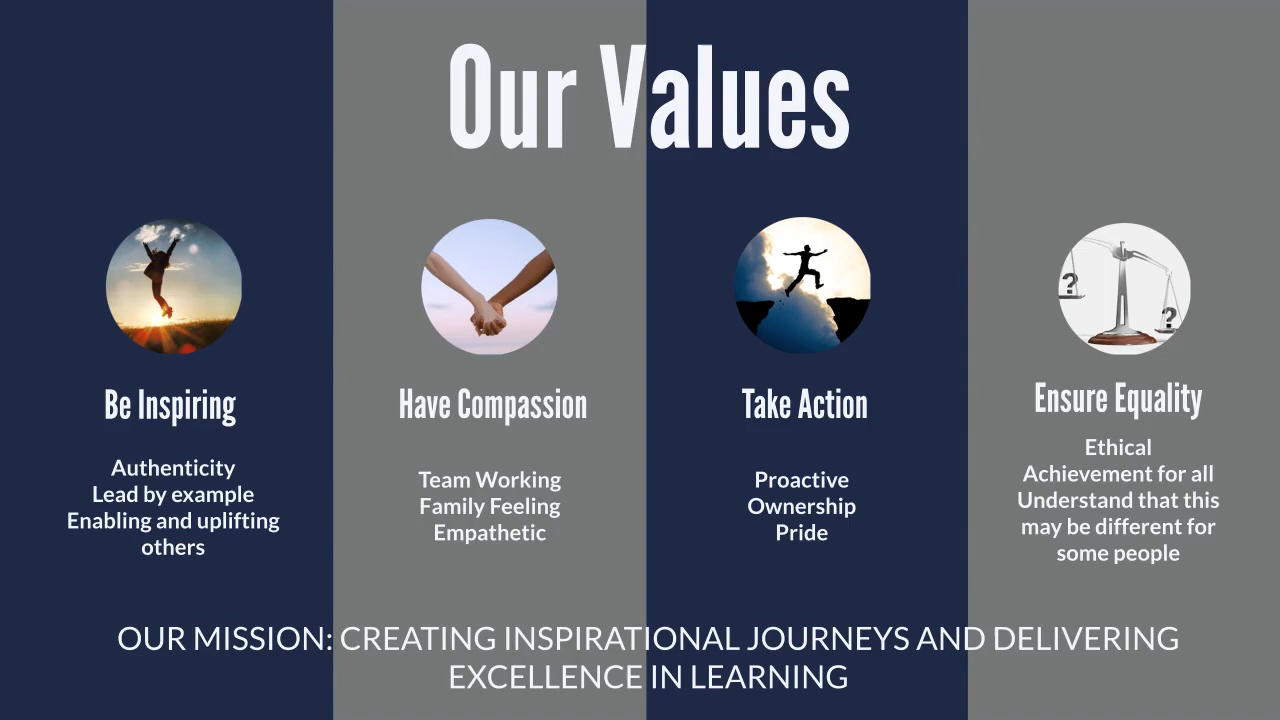 Our Values
Be Inspiring
Authenticity
Lead by example
Enabling and uplifting
others
Have Compassion
Team Working
Family Feeling
Empathetic
Take Action
Proactive
Ownership
Pride
?
?
Ensure Equality
Ethical
Achievement for all
Understand that this
may be different for
some people
OUR MISSION: CREATING INSPIRATIONAL JOURNEYS AND DELIVERING
EXCELLENCE IN LEARNING